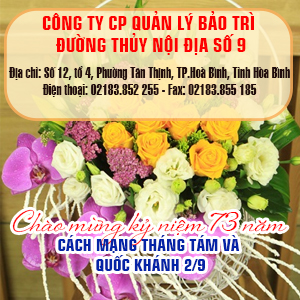 CÔNG TY CP QUẢN LÝ BẢO TRÌ
ĐƯỜNG THỦY NỘI ĐỊA SỐ 9
Địa chỉ: Số 12, tổ 4, Phường Tân Thịnh, TP.Hoà Bình, Tỉnh Hòa Bình
Điện thoại: 02183.852 255 - Fax: 02183.855 185
Chào mừng kỷ niệm 73 năm
CÁCH MẠNG THÁNG TÁM VÀ
QUỐC KHÁNH 2/9